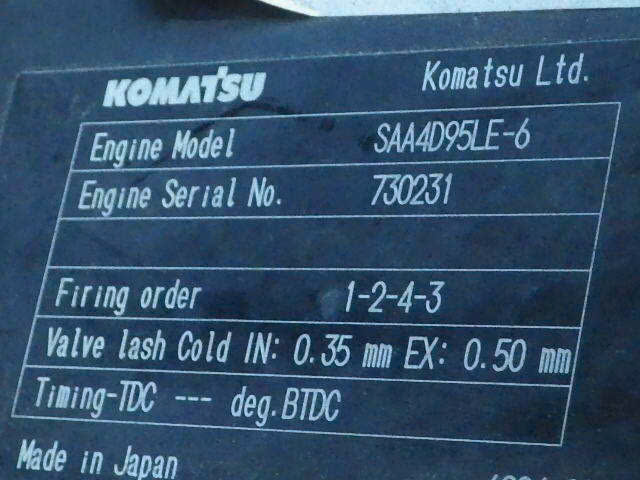 KOMATSU Komatsu Ltd.
Engine Model SAA4D95LE-6
Engine Serial No. 730231
Firing order 1-2-4-3
Valve lash Cold IN: 0.35 mm EX: 0.50 mm
Timing-TDC --- deg.BTDC
Made in Japan